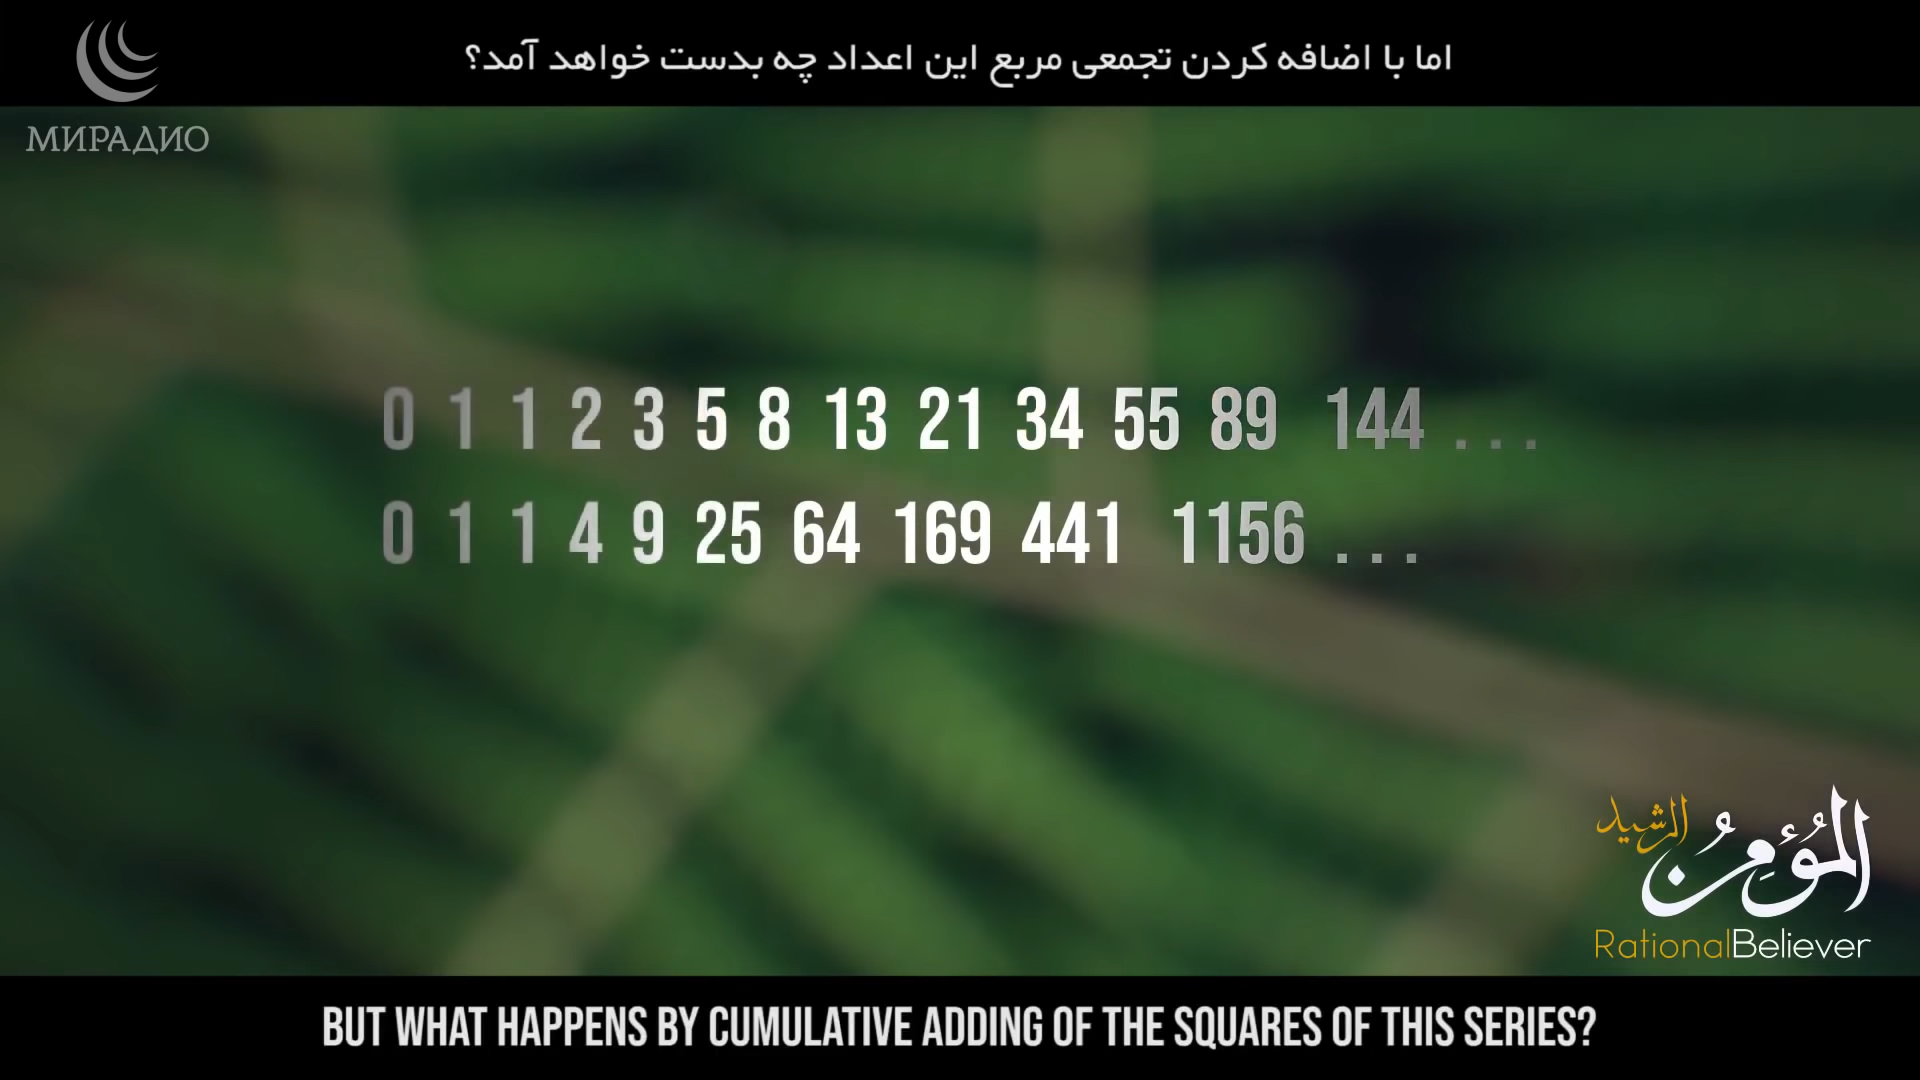 اما با اضافه کردن تجمعی مربع این اعداد چه بدست خواهد آمد؟
МИРАДИО
0 1 1 2 3 5 8 13 21 34 55 89 144 . . .
0 1 1 4 9 25 64 169 441 1156 . . .
المُؤمِنُ الرشيد
RationalBeliever
BUT WHAT HAPPENS BY CUMULATIVE ADDING OF THE SQUARES OF THIS SERIES?